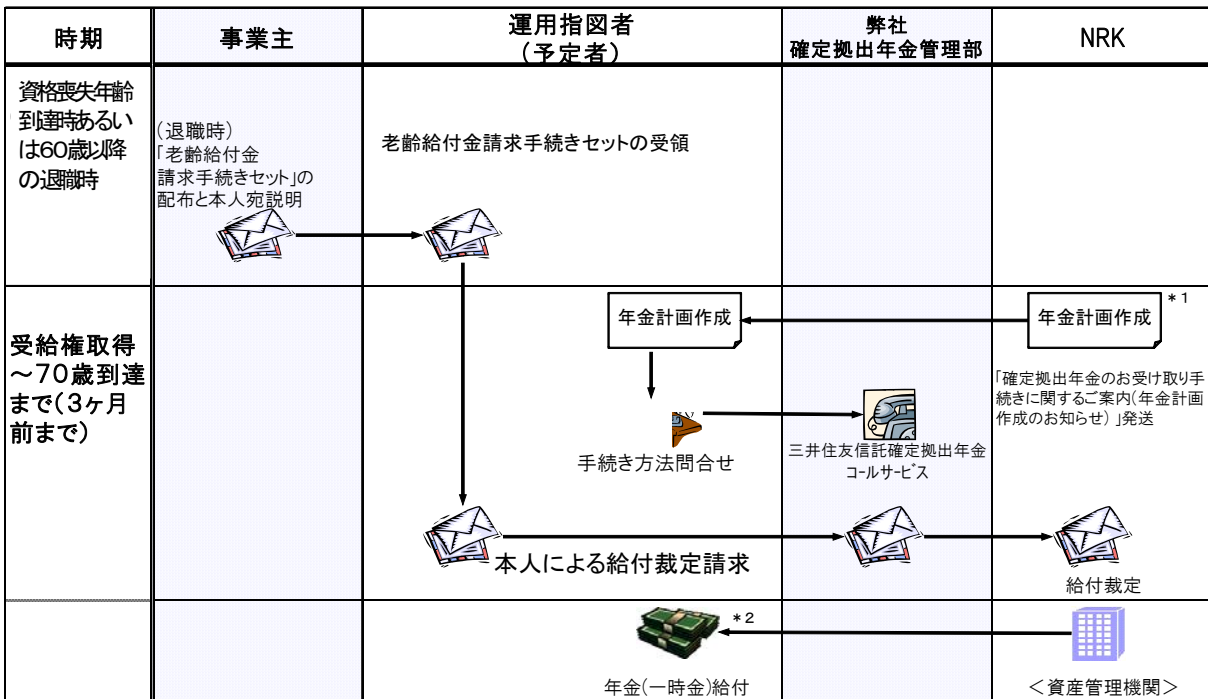 時期
事業主
運用指図者
（予定者）
弊社
確定拠出年金管理部
NRK
資格喪失年齢
到達時あるい
は60歳以降
の退職時
（退職時）
「老齢給付金
請求手続きセット」の
配布と本人宛説明
老齢給付金請求手続きセットの受領
受給権取得
～70歳到達
まで（3ヶ月
前まで）
年金計画作成
年金計画作成
＊1
「確定拠出年金のお受け取り手
続きに関するご案内（年金計画
作成のお知らせ）」発送
手続き方法問合せ
三井住友信託確定拠出年金
コールサービス
本人による給付裁定請求
給付裁定
＊2
年金（一時金）給付
＜資産管理機関＞